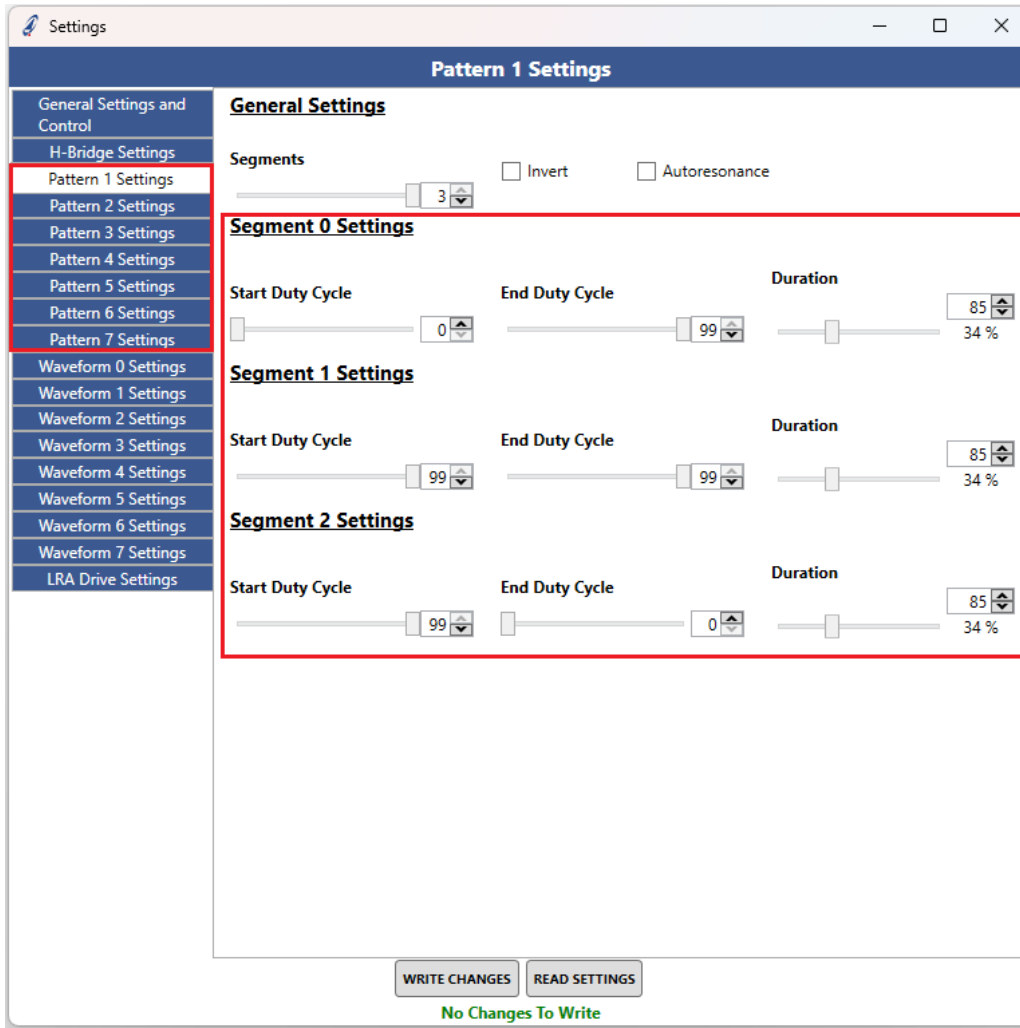 Settings
Pattern 1 Settings
General Settings and
Control
H-Bridge Settings
Pattern 1 Settings
Pattern 2 Settings
Pattern 3 Settings
Pattern 4 Settings
Pattern 5 Settings
Pattern 6 Settings
Pattern 7 Settings
Waveform 0 Settings
Waveform 1 Settings
Waveform 2 Settings
Waveform 3 Settings
Waveform 4 Settings
Waveform 5 Settings
Waveform 6 Settings
Waveform 7 Settings
LRA Drive Settings
General Settings
Segments
3
Invert
Autoresonance
Segment 0 Settings
Start Duty Cycle
0
End Duty Cycle
99
Duration
85
34 %
Segment 1 Settings
Start Duty Cycle
99
End Duty Cycle
99
Duration
85
34 %
Segment 2 Settings
Start Duty Cycle
99
End Duty Cycle
0
Duration
85
34 %
WRITE CHANGES
READ SETTINGS
No Changes To Write